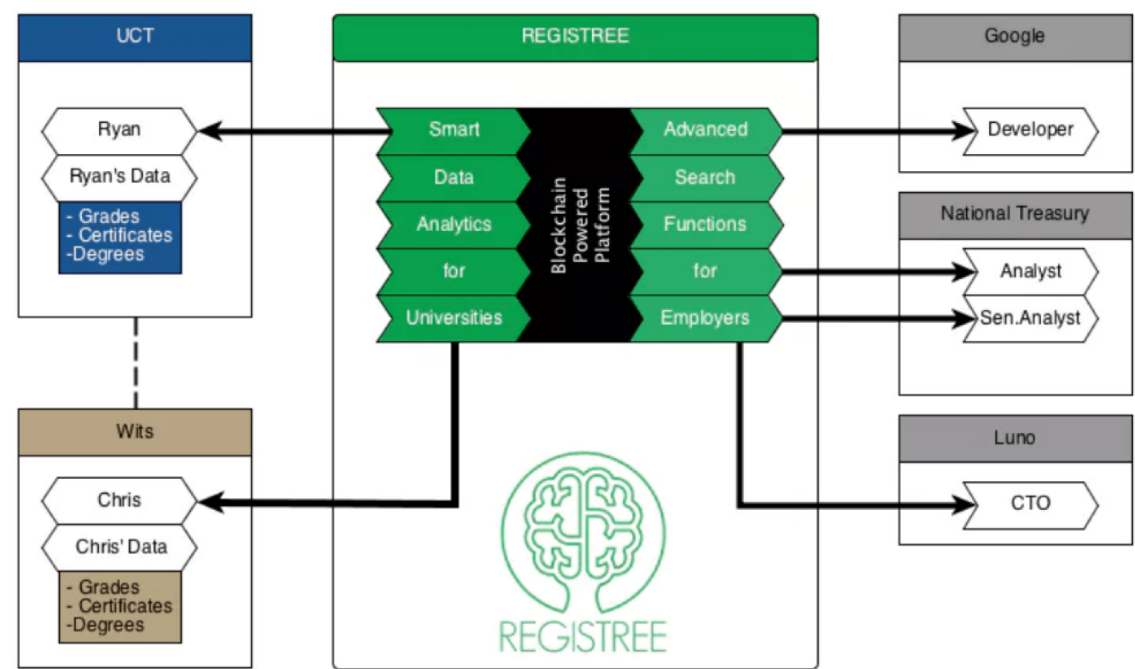 UCT
Ryan
Ryan's Data
- Grades
- Certificates
-Degrees
Wits
Chris
Chris' Data
- Grades
- Certificates
-Degrees
REGISTREE
Smart
Data
Analytics
for
Universities
Blockchain
Powered
Platform
Advanced
Search
Functions
for
Employers
REGISTREE
Google
Developer
National Treasury
Analyst
Sen.Analyst
Luno
CTO